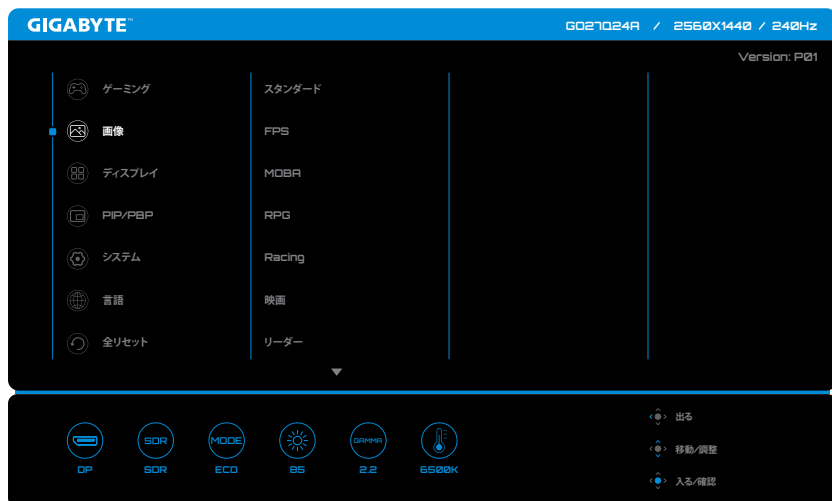 GIGABYTE™
GO27Q24A / 2560X1440 / 240Hz
Version: P01
ゲーミング
画像
ディスプレイ
PIP/PBP
システム
言語
全リセット
スタンダード
FPS
MOBA
RPG
Racing
映画
リーダー
SDR
MODE
GAMMA
DP
SDR
ECO
85
2.2
6500K
出る
移動/調整
入る/確認